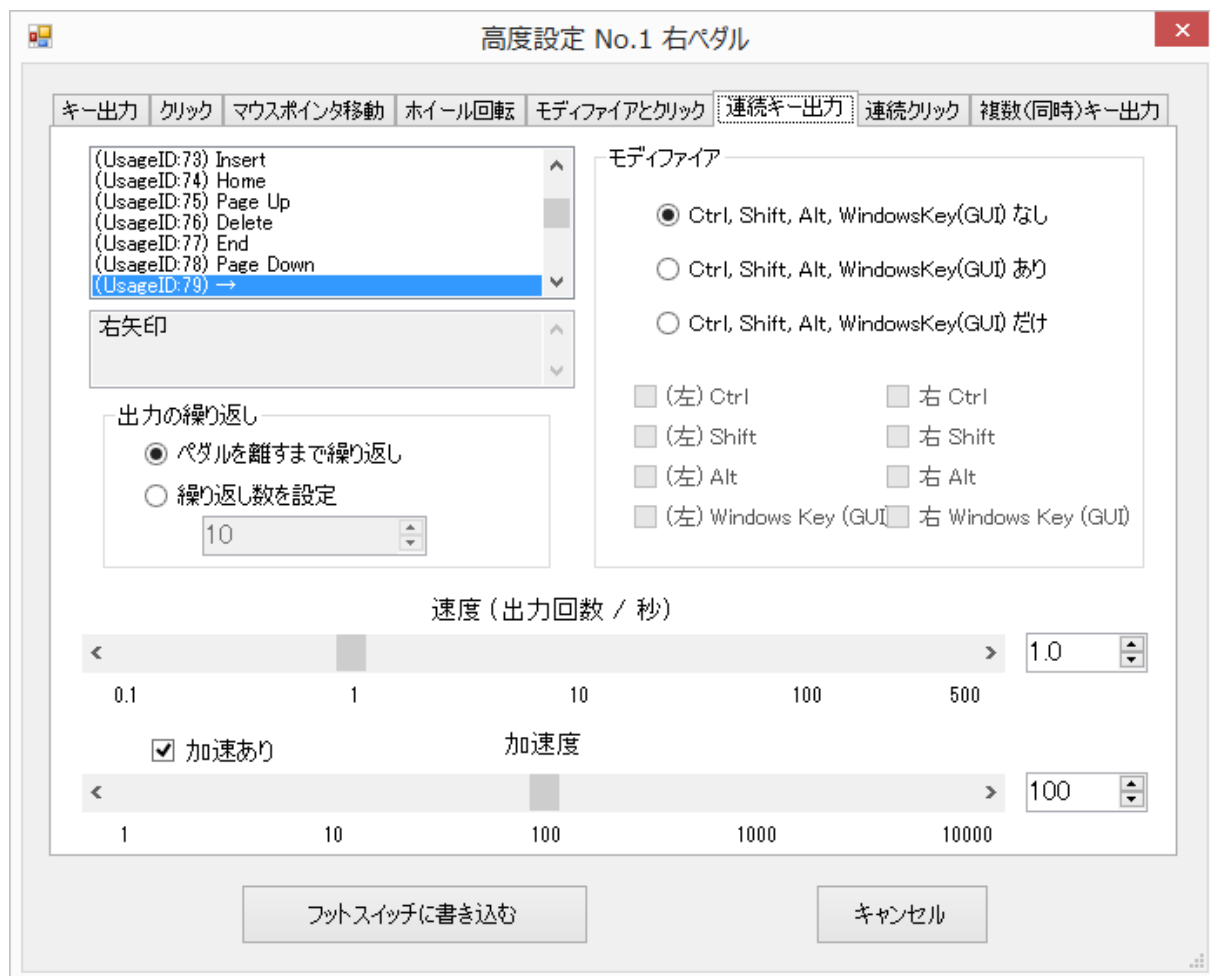 高度設定 No.1 右ペダル
キー出力 クリック マウスポインタ移動 ホイール回転 モディファイアとクリック 連続キー出力 連続クリック 複数(同時)キー出力
(UsageID:73) Insert
(UsageID:74) Home
(UsageID:75) Page Up
(UsageID:76) Delete
(UsageID:77) End
(UsageID:78) Page Down
(UsageID:79) →
右矢印
出力の繰り返し
ペダルを離すまで繰り返し
繰り返し数を設定
10
モディファイア
Ctrl, Shift, Alt, WindowsKey(GUI) なし
Ctrl, Shift, Alt, WindowsKey(GUI) あり
Ctrl, Shift, Alt, WindowsKey(GUI) だけ
(左) Ctrl 右 Ctrl
(左) Shift 右 Shift
(左) Alt 右 Alt
(左) Windows Key (GUI 右 Windows Key (GUI)
速度 (出力回数 / 秒)
1.0
0.1 1 10 100 500
加速あり 加速度
100
1 10 100 1000 10000
フットスイッチに書き込む キャンセル